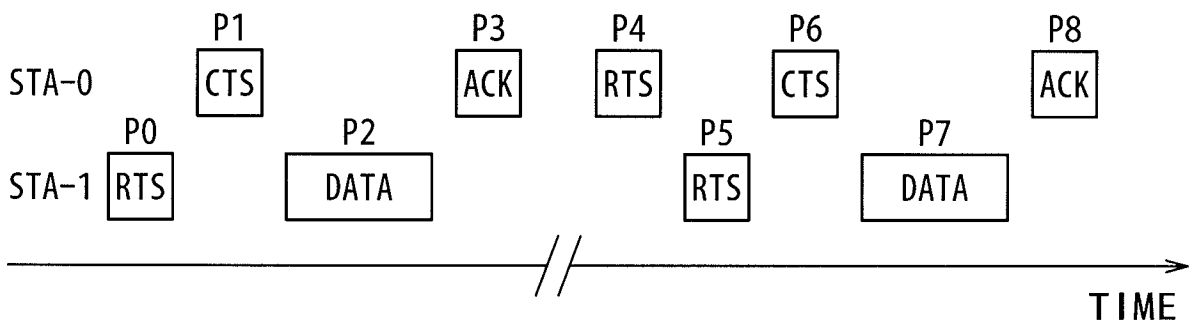 P1 P3 P4 P6 P8
STA-0 CTS ACK RTS CTS ACK
P0 P2 P5 P7
STA-1 RTS DATA RTS DATA
TIME